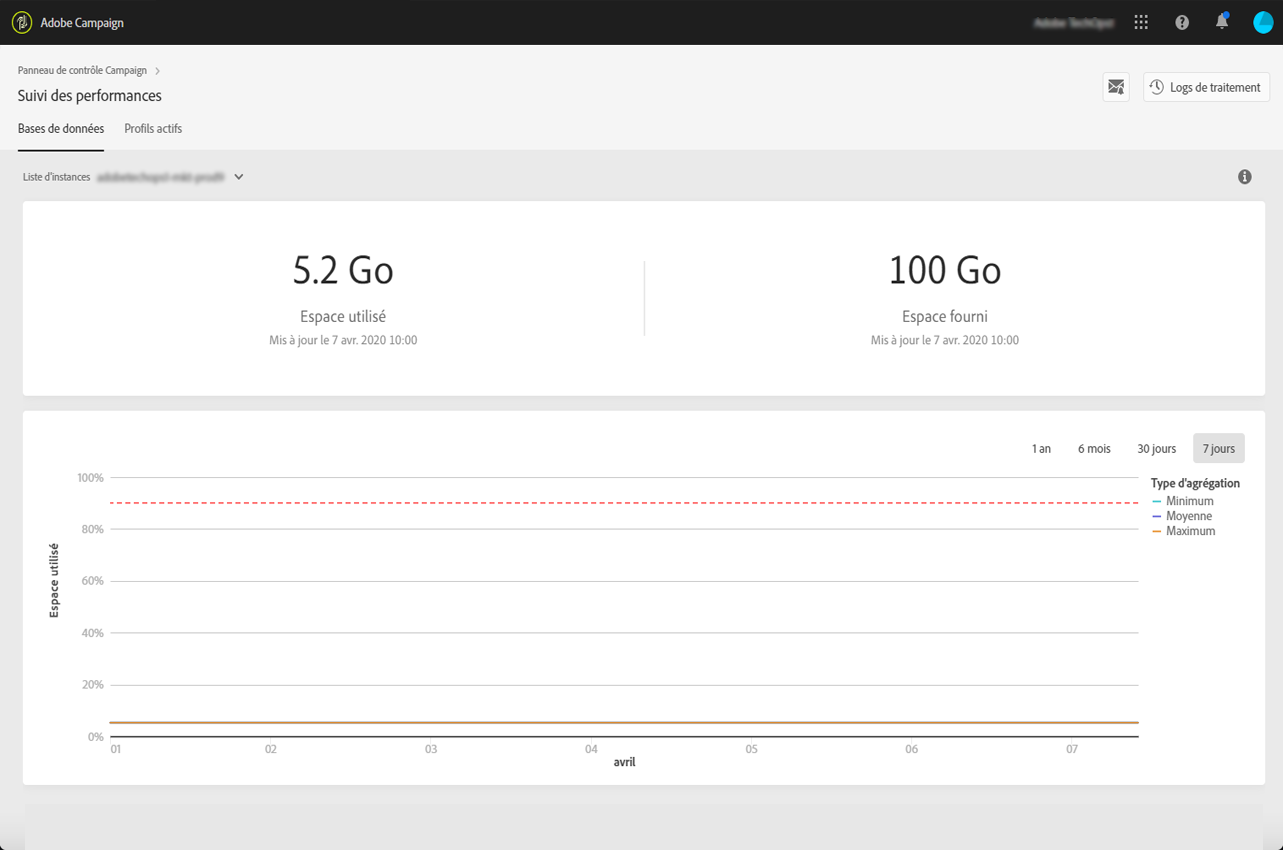 Adobe Campaign
Panneau de contrôle Campaign
Suivi des performances
Logs de traitement
Bases de données Profils actifs
Liste d'instances
5.2 Go
Espace utilisé
Mis à jour le 7 avr. 2020 10:00
100 Go
Espace fourni
Mis à jour le 7 avr. 2020 10:00
1 an 6 mois 30 jours 7 jours
Type d'agrégation
Minimum
Moyenne
Maximum
Espace utilisé
100%
80%
60%
40%
20%
0%
01 02 03 04 05 06 07
avril